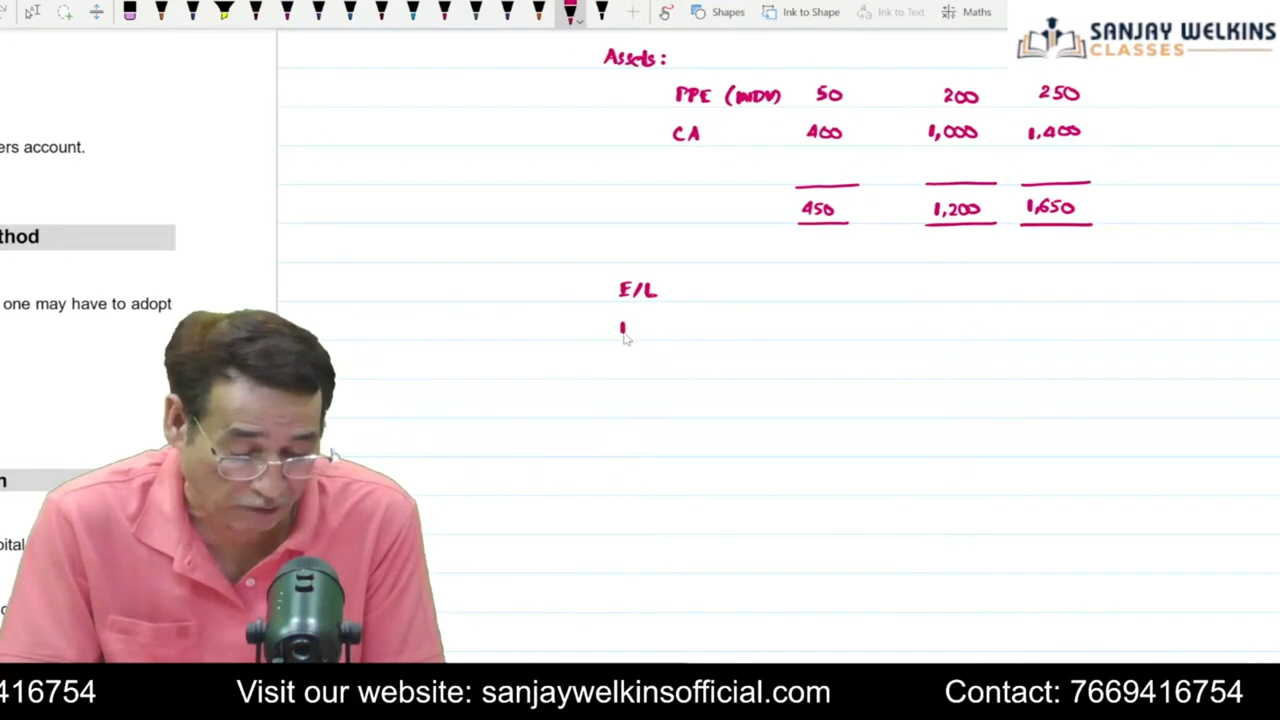 Shapes
Ink to Shape
Ink to Text
Maths
SANJAY WELKINS
CLASSES
ers account.
thod
one may have to adopt
n
pital
Assets:
PPE (WDV) 50 200 250
CA 400 1,000 1,400
450 1,200 1,650
E/L
416754 Visit our website: sanjaywelkinsofficial.com Contact: 7669416754